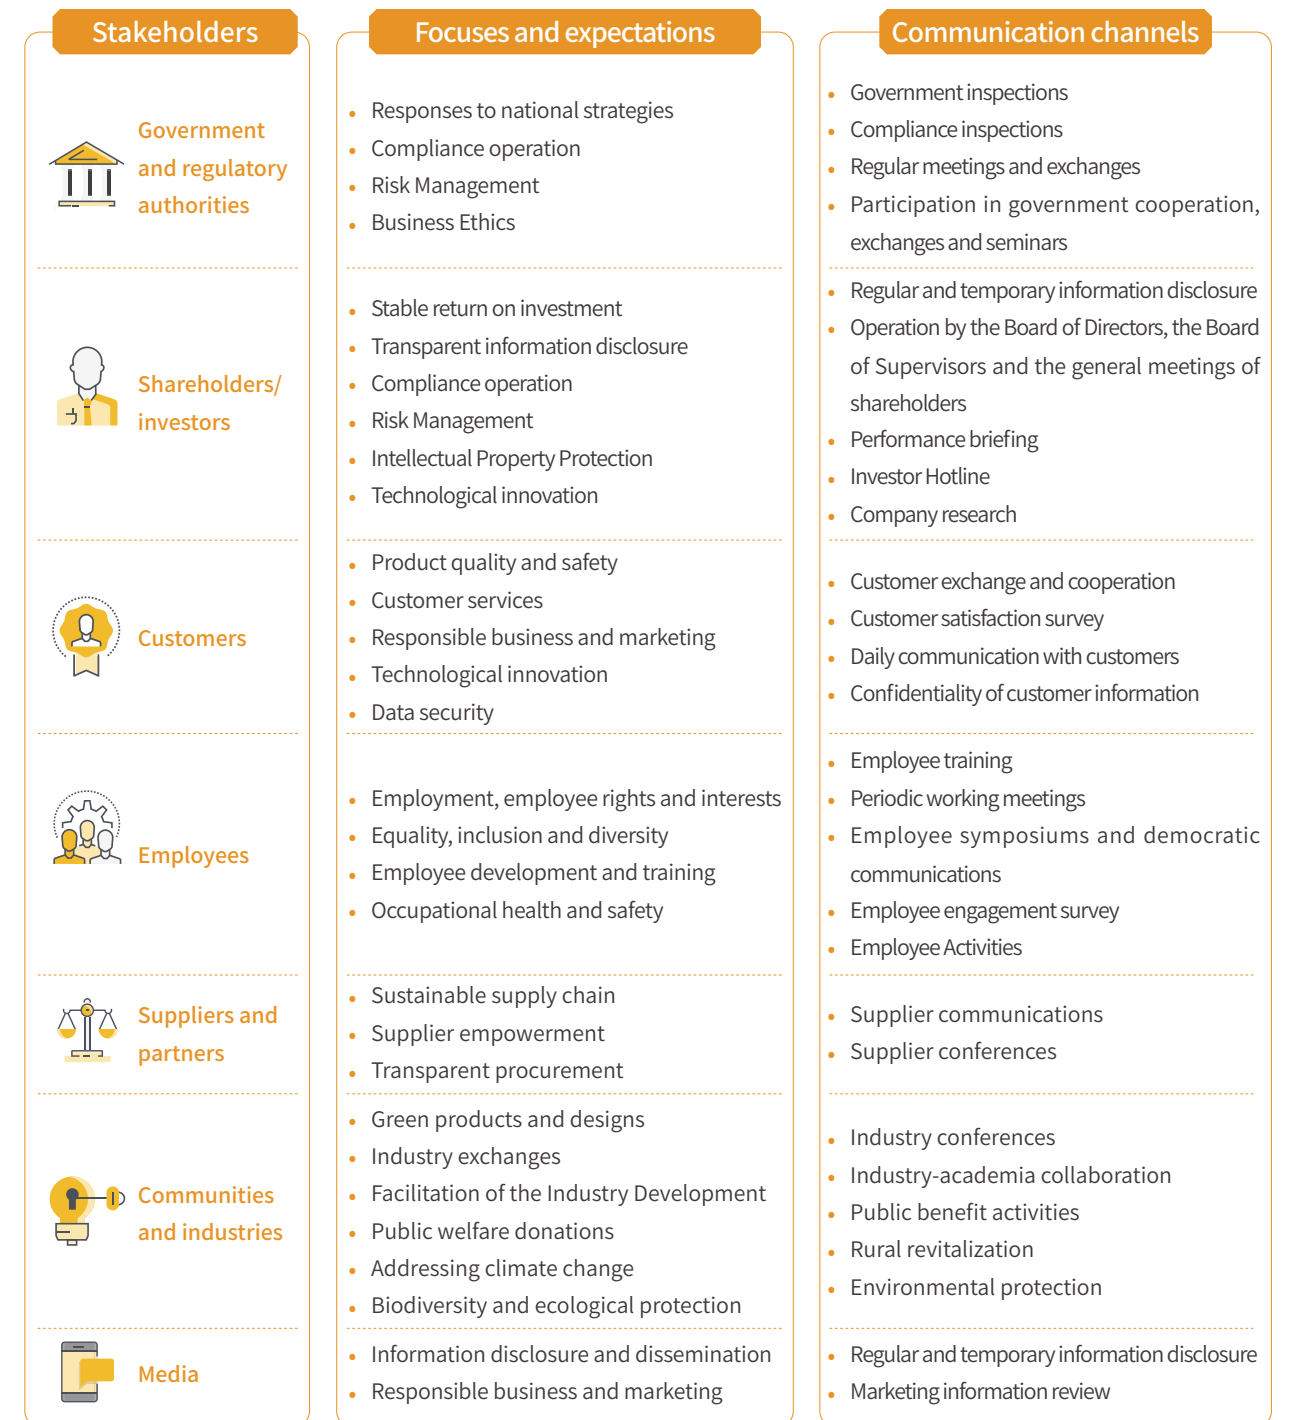 Stakeholders
Focuses and expectations
Communication channels
Government
and regulatory
authorities
• Responses to national strategies
• Compliance operation
• Risk Management
• Business Ethics
• Government inspections
• Compliance inspections
• Regular meetings and exchanges
• Participation in government cooperation,
exchanges and seminars
Shareholders/
investors
• Stable return on investment
• Transparent information disclosure
• Compliance operation
• Risk Management
• Intellectual Property Protection
• Technological innovation
• Regular and temporary information disclosure
• Operation by the Board of Directors, the Board
of Supervisors and the general meetings of
shareholders
• Performance briefing
• Investor Hotline
• Company research
Customers
• Product quality and safety
• Customer services
• Responsible business and marketing
• Technological innovation
• Data security
• Customer exchange and cooperation
• Customer satisfaction survey
• Daily communication with customers
• Confidentiality of customer information
Employees
• Employment, employee rights and interests
• Equality, inclusion and diversity
• Employee development and training
• Occupational health and safety
• Employee training
• Periodic working meetings
• Employee symposiums and democratic
communications
• Employee engagement survey
• Employee Activities
Suppliers and
partners
• Sustainable supply chain
• Supplier empowerment
• Transparent procurement
• Supplier communications
• Supplier conferences
Communities
and industries
• Green products and designs
• Industry exchanges
• Facilitation of the Industry Development
• Public welfare donations
• Addressing climate change
• Biodiversity and ecological protection
• Industry conferences
• Industry-academia collaboration
• Public benefit activities
• Rural revitalization
• Environmental protection
Media
• Information disclosure and dissemination
• Responsible business and marketing
• Regular and temporary information disclosure
• Marketing information review